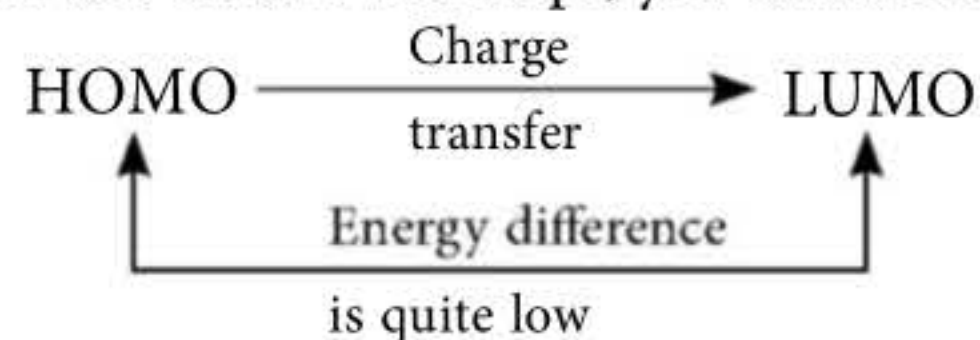 Charge
HOMO LUMO
transfer
Energy difference
is quite low